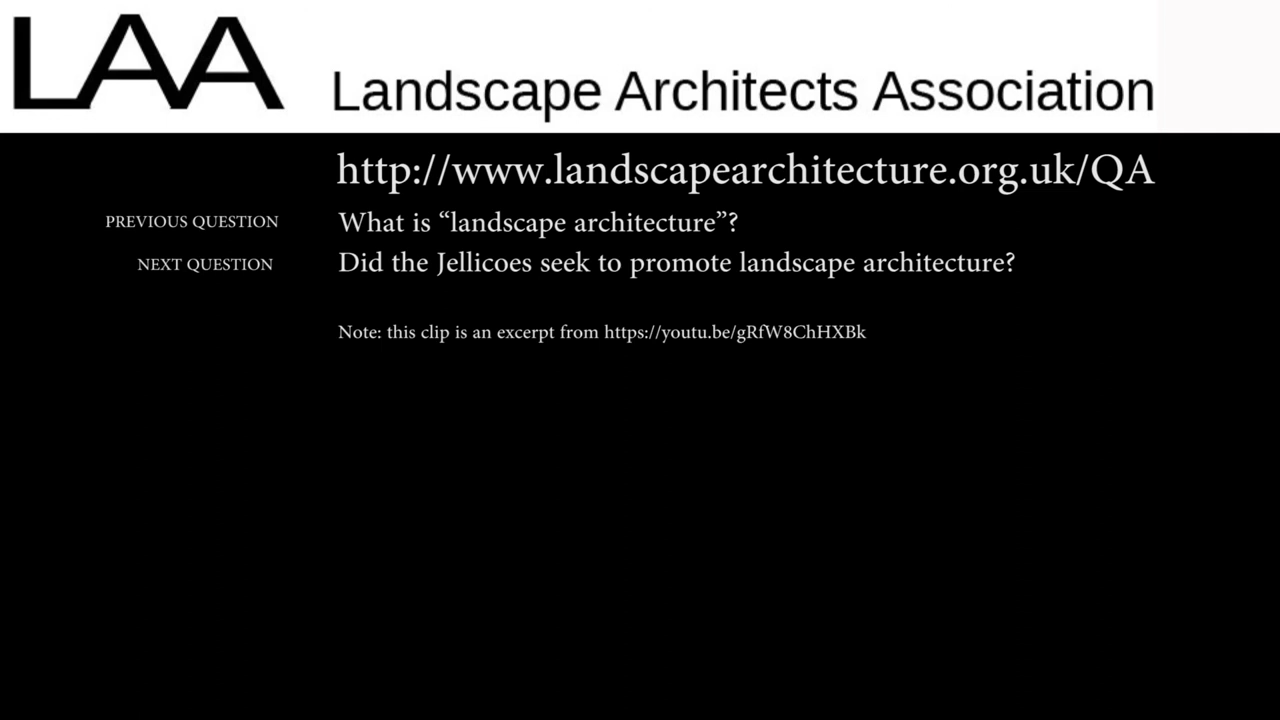 LAA Landscape Architects Association
http://www.landscapearchitecture.org.uk/QA
PREVIOUS QUESTION What is “landscape architecture”?
NEXT QUESTION Did the Jellicoes seek to promote landscape architecture?
Note: this clip is an excerpt from https://youtu.be/gRfW8ChHXBk